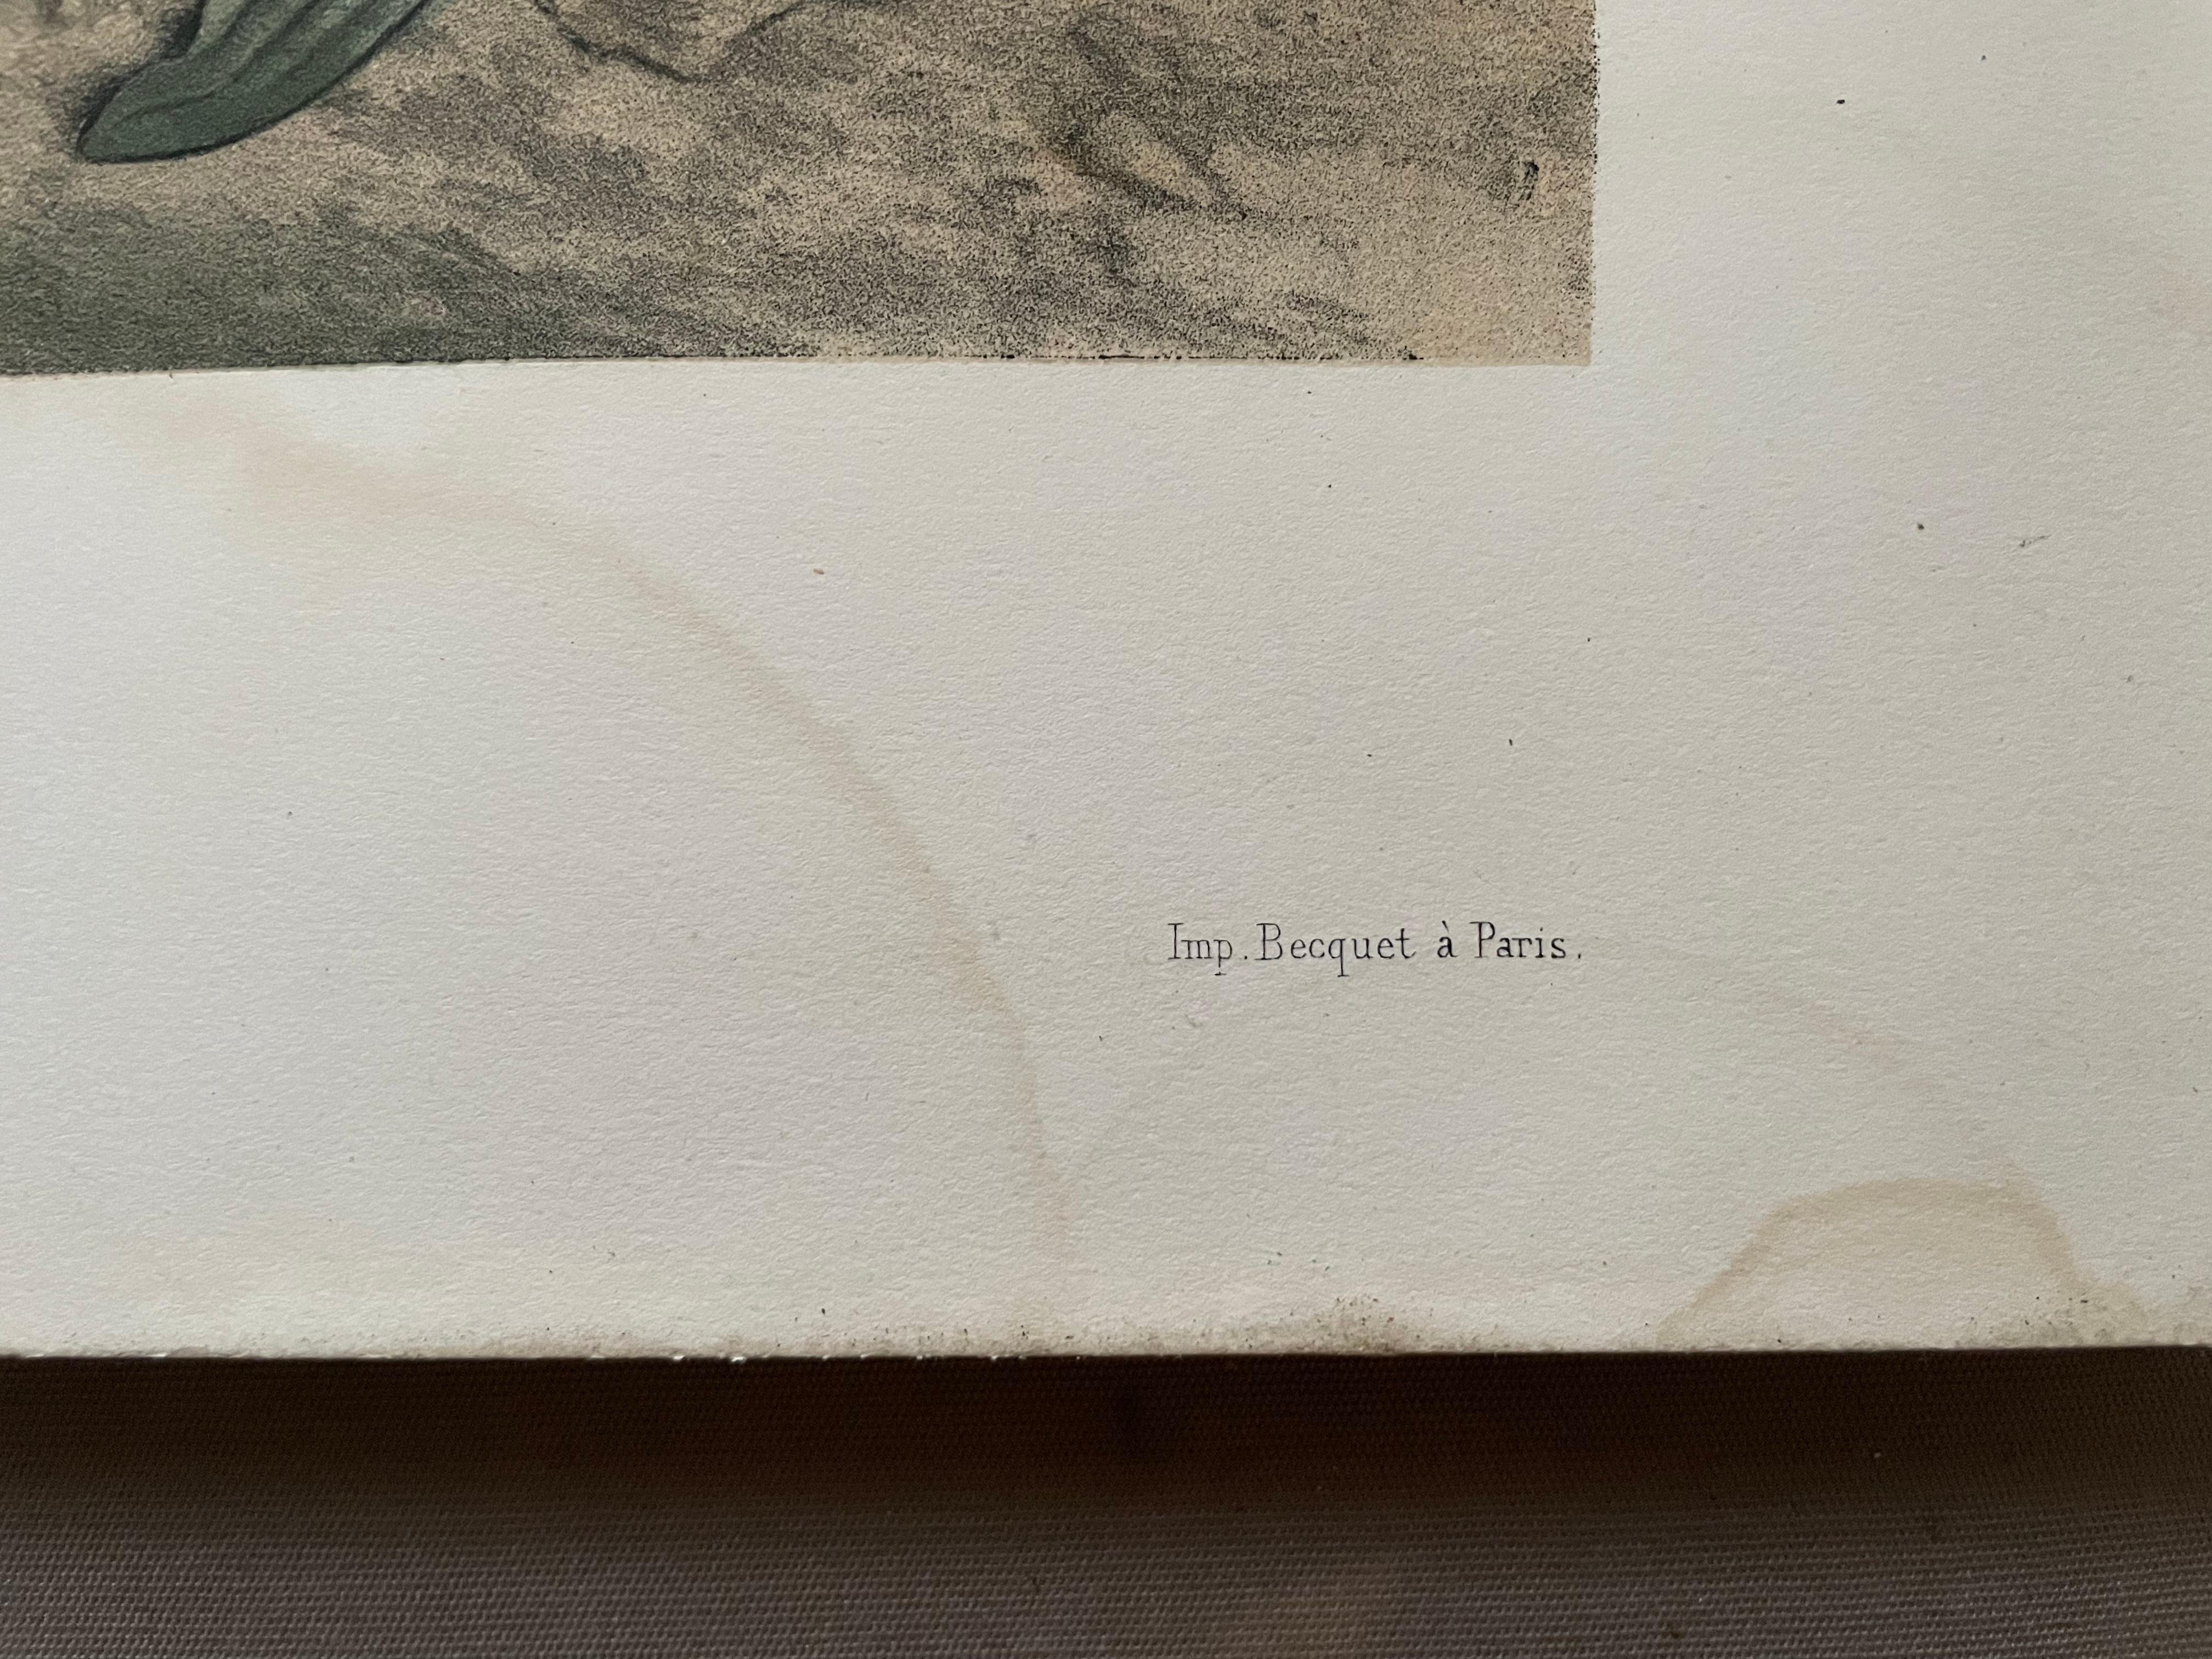 Imp. Becquet à Paris.